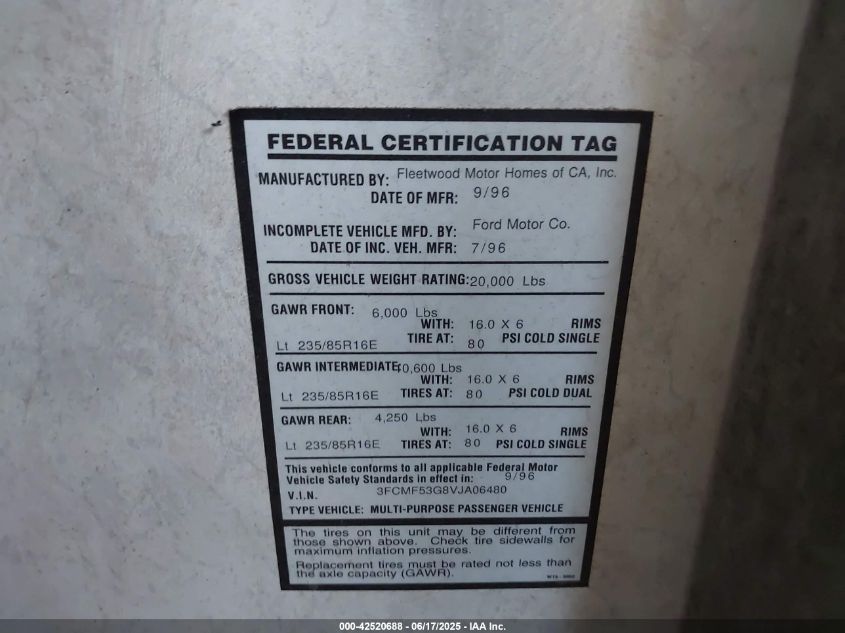 FEDERAL CERTIFICATION TAG
MANUFACTURED BY: Fleetwood Motor Homes of CA, Inc.
DATE OF MFR: 9/96
INCOMPLETE VEHICLE MFD. BY: Ford Motor Co.
DATE OF INC. VEH. MFR: 7/96
GROSS VEHICLE WEIGHT RATING: 20,000 Lbs
GAWR FRONT: 6,000 Lbs
WITH: 16.0 X 6 RIMS
Lt 235/85R16E TIRE AT: 80 PSI COLD SINGLE
GAWR INTERMEDIATE: 10,600 Lbs
WITH: 16.0 X 6 RIMS
Lt 235/85R16E TIRES AT: 80 PSI COLD DUAL
GAWR REAR: 4,250 Lbs
WITH: 16.0 X 6 RIMS
Lt 235/85R16E TIRES AT: 80 PSI COLD SINGLE
This vehicle conforms to all applicable Federal Motor
Vehicle Safety Standards in effect in: 9/96
V.I.N. 3FCMF53G8VJA06480
TYPE VEHICLE: MULTI-PURPOSE PASSENGER VEHICLE
The tires on this unit may be different from
those shown above. Check tire sidewalls for
maximum inflation pressures.
Replacement tires must be rated not less than
the axle capacity (GAWR).
000-42520688 - 06/17/2025 - IAA Inc.